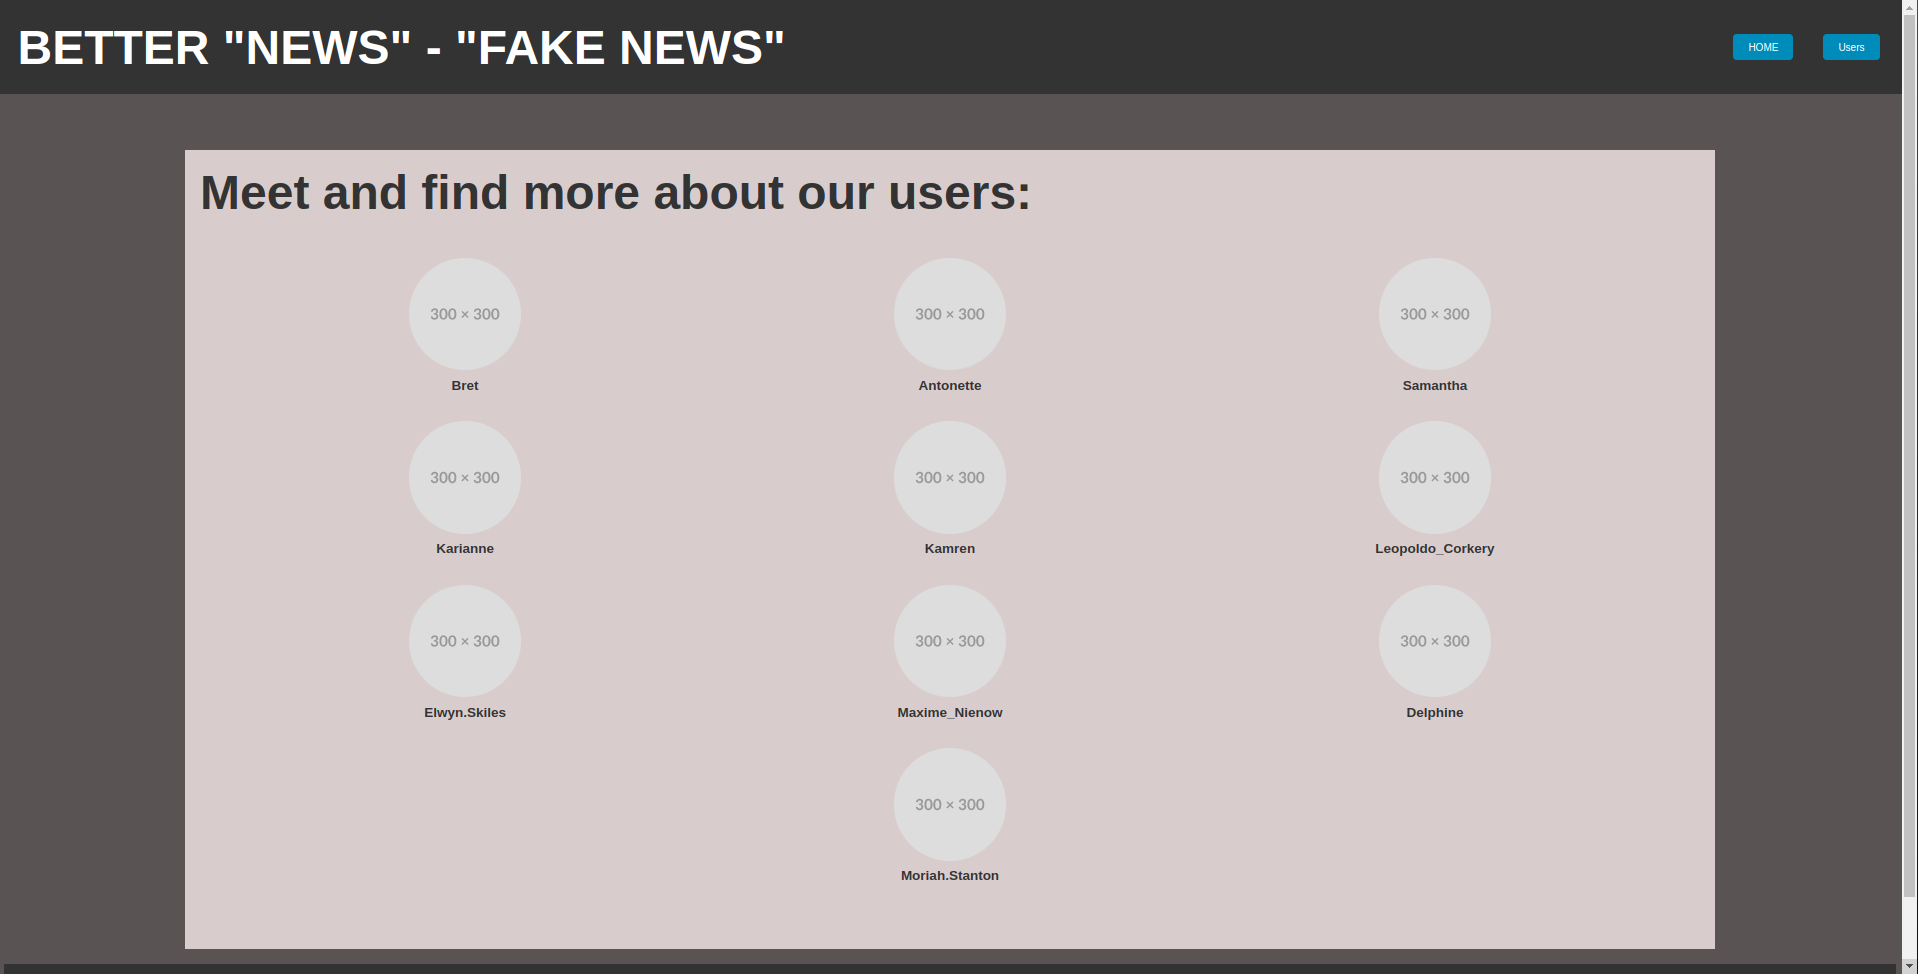 BETTER "NEWS" - "FAKE NEWS"
HOME
Users
Meet and find more about our users:
300 × 300
300 × 300
300 × 300
Bret
Antonette
Samantha
300 × 300
300 × 300
300 × 300
Karianne
Kamren
Leopoldo_Corkery
300 × 300
300 × 300
300 × 300
Elwyn.Skiles
Maxime_Nienow
Delphine
300 × 300
Moriah.Stanton